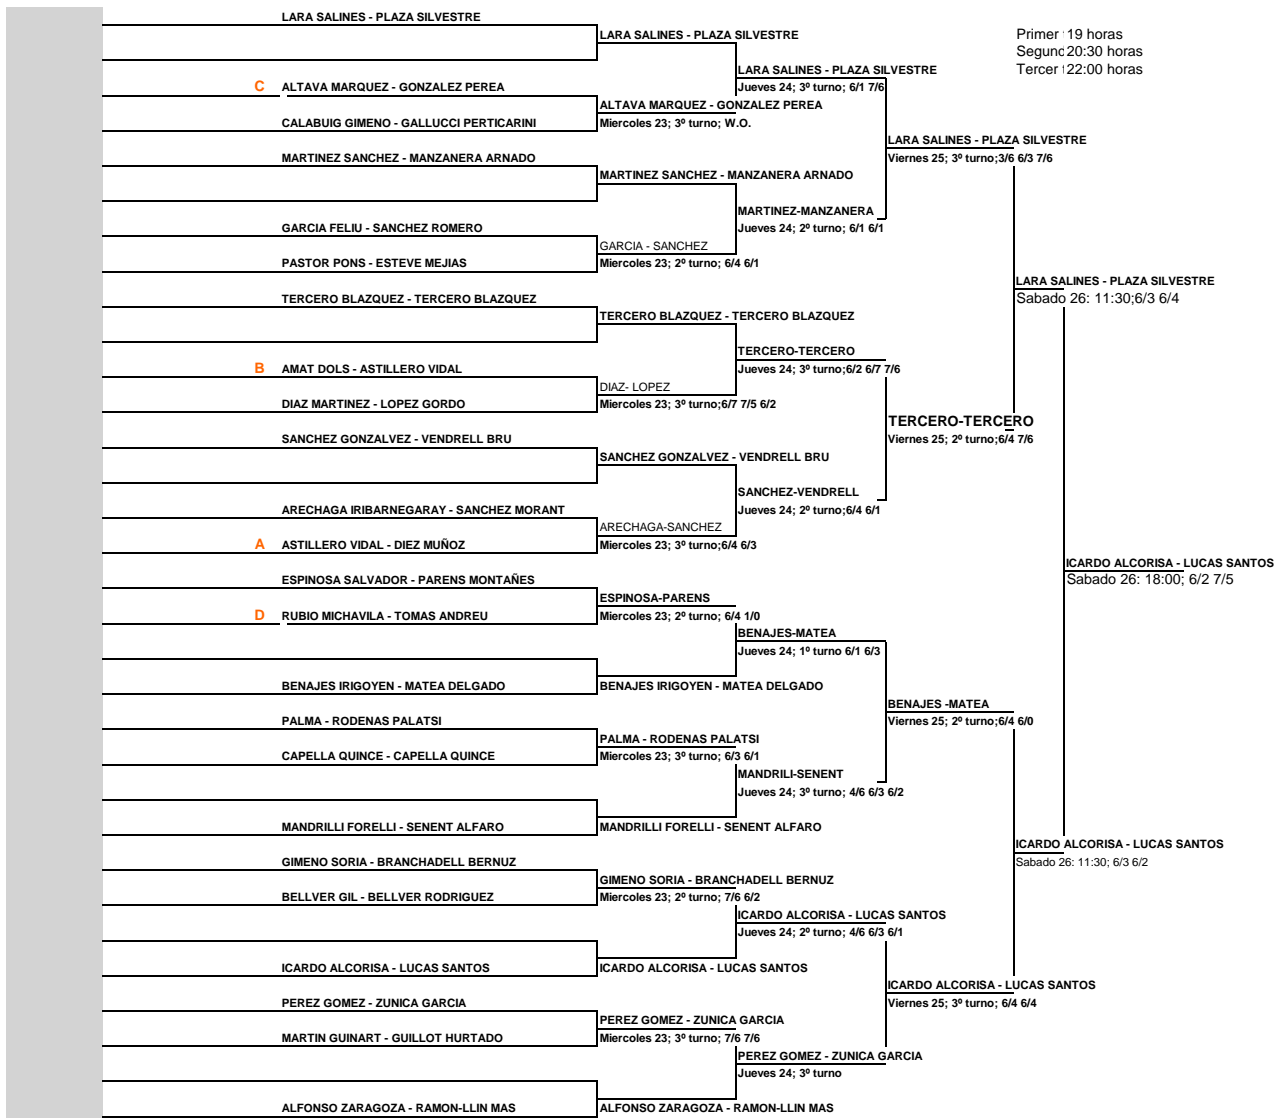 LARA SALINES - PLAZA SILVESTRE
LARA SALINES - PLAZA SILVESTRE
Primer 19 horas
Segund 20:30 horas
Tercer 22:00 horas
LARA SALINES - PLAZA SILVESTRE
C ALTAVA MARQUEZ - GONZALEZ PEREA
Jueves 24; 3º turno; 6/1 7/6
ALTAVA MARQUEZ - GONZALEZ PEREA
CALABUIG GIMENO - GALLUCCI PERTICARINI
Miercoles 23; 3º turno; W.O.
LARA SALINES - PLAZA SILVESTRE
MARTINEZ SANCHEZ - MANZANERA ARNADO
Viernes 25; 3º turno;3/6 6/3 7/6
MARTINEZ SANCHEZ - MANZANERA ARNADO
MARTINEZ-MANZANERA
GARCIA FELIU - SANCHEZ ROMERO
Jueves 24; 2º turno; 6/1 6/1
GARCIA - SANCHEZ
PASTOR PONS - ESTEVE MEJIAS
Miercoles 23; 2º turno; 6/4 6/1
LARA SALINES - PLAZA SILVESTRE
TERCERO BLAZQUEZ - TERCERO BLAZQUEZ
Sabado 26: 11:30;6/3 6/4
TERCERO BLAZQUEZ - TERCERO BLAZQUEZ
TERCERO-TERCERO
B AMAT DOLS - ASTILLERO VIDAL
Jueves 24; 3º turno;6/2 6/7 7/6
DIAZ- LOPEZ
DIAZ MARTINEZ - LOPEZ GORDO
Miercoles 23; 3º turno;6/7 7/5 6/2
TERCERO-TERCERO
SANCHEZ GONZALVEZ - VENDRELL BRU
Viernes 25; 2º turno;6/4 7/6
SANCHEZ GONZALVEZ - VENDRELL BRU
SANCHEZ-VENDRELL
ARECHAGA IRIBARNEGARAY - SANCHEZ MORANT
Jueves 24; 2º turno;6/4 6/1
ARECHAGA-SANCHEZ
A ASTILLERO VIDAL - DIEZ MUÑOZ
Miercoles 23; 3º turno;6/4 6/3
ICARDO ALCORISA - LUCAS SANTOS
ESPINOSA SALVADOR - PARENS MONTAÑES
Sabado 26: 18:00; 6/2 7/5
ESPINOSA-PARENS
D RUBIO MICHAVILA - TOMAS ANDREU
Miercoles 23; 2º turno; 6/4 1/0
BENAJES-MATEA
Jueves 24; 1º turno 6/1 6/3
BENAJES IRIGOYEN - MATEA DELGADO
BENAJES IRIGOYEN - MATEA DELGADO
BENAJES -MATEA
PALMA - RODENAS PALATSI
Viernes 25; 2º turno;6/4 6/0
PALMA - RODENAS PALATSI
CAPELLA QUINCE - CAPELLA QUINCE
Miercoles 23; 3º turno; 6/3 6/1
MANDRILI-SENENT
Jueves 24; 3º turno; 4/6 6/3 6/2
MANDRILLI FORELLI - SENENT ALFARO
MANDRILLI FORELLI - SENENT ALFARO
ICARDO ALCORISA - LUCAS SANTOS
GIMENO SORIA - BRANCHADELL BERNUZ
Sabado 26: 11:30; 6/3 6/2
GIMENO SORIA - BRANCHADELL BERNUZ
BELLVER GIL - BELLVER RODRIGUEZ
Miercoles 23; 2º turno; 7/6 6/2
ICARDO ALCORISA - LUCAS SANTOS
Jueves 24; 2º turno; 4/6 6/3 6/1
ICARDO ALCORISA - LUCAS SANTOS
ICARDO ALCORISA - LUCAS SANTOS
ICARDO ALCORISA - LUCAS SANTOS
PEREZ GOMEZ - ZUNICA GARCIA
Viernes 25; 3º turno; 6/4 6/4
PEREZ GOMEZ - ZUNICA GARCIA
MARTIN GUINART - GUILLOT HURTADO
Miercoles 23; 3º turno; 7/6 7/6
PEREZ GOMEZ - ZUNICA GARCIA
Jueves 24; 3º turno
ALFONSO ZARAGOZA - RAMON-LLIN MAS
ALFONSO ZARAGOZA - RAMON-LLIN MAS